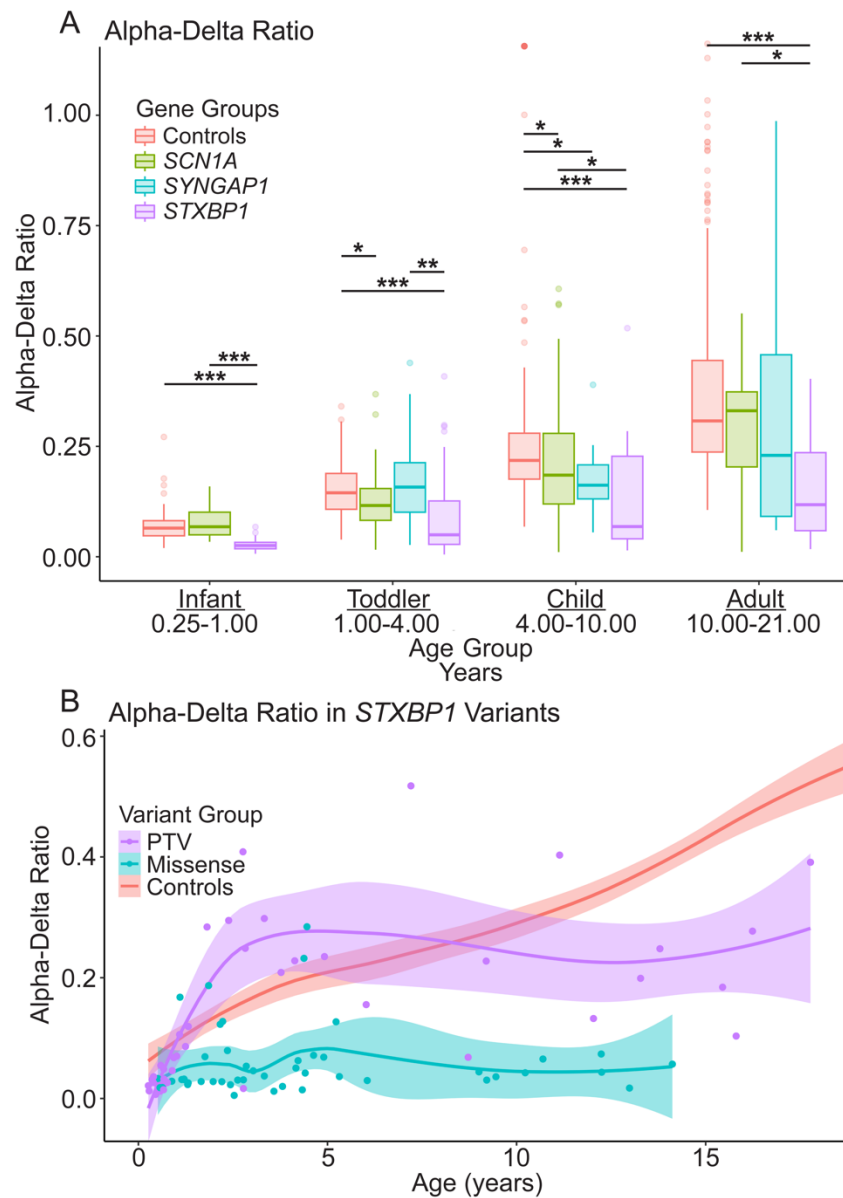 A
Alpha-Delta Ratio
Gene Groups
Controls
SCN1A
SYNGAP1
STXBP1
Alpha-Delta Ratio
1.00
0.75
0.50
0.25
0.00
***
***
*
**
***
*
*
*
***
***
*
Infant
Toddler
Child
Adult
0.25-1.00
1.00-4.00
4.00-10.00
10.00-21.00
Age Group
Years
B
Alpha-Delta Ratio in STXBP1 Variants
Variant Group
PTV
Missense
Controls
Alpha-Delta Ratio
0.6
0.4
0.2
0.0
0
5
10
15
Age (years)